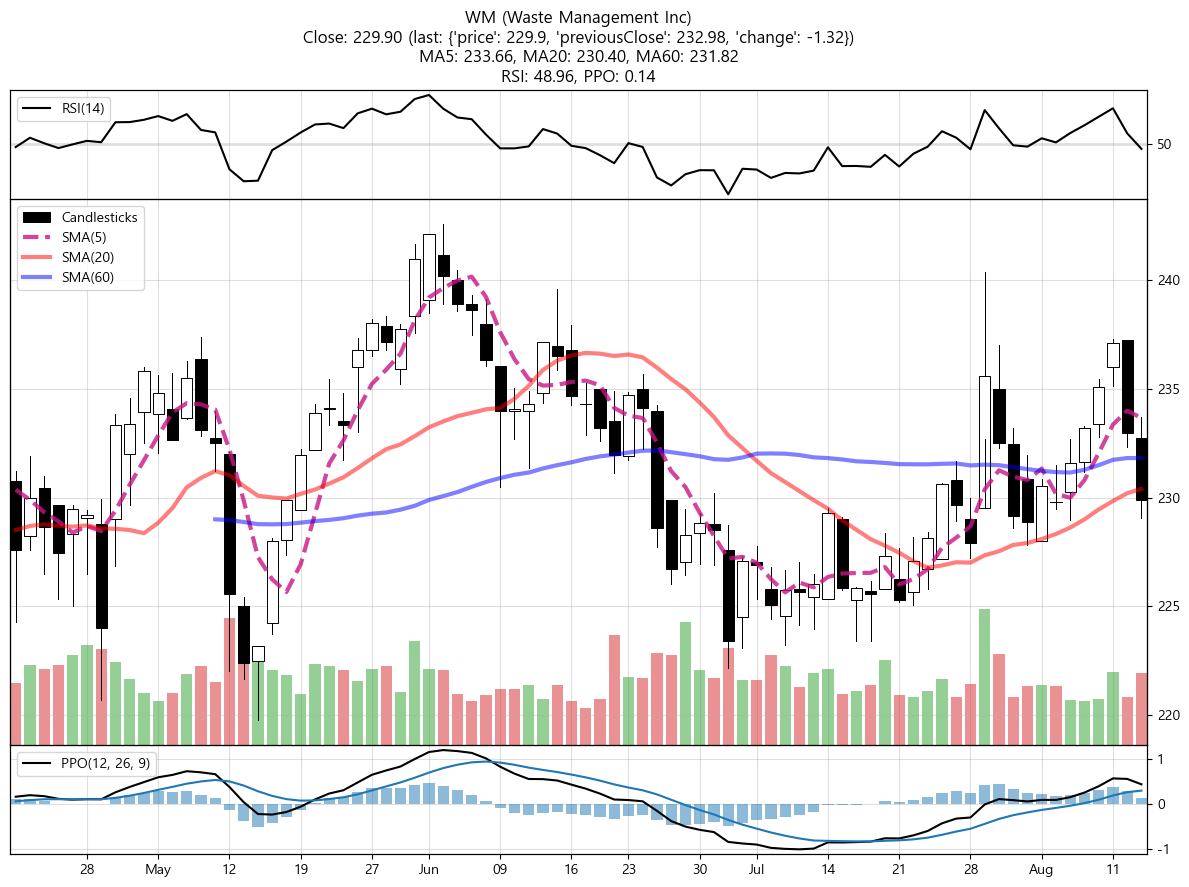 WM (Waste Management Inc)
Close: 229.90 (last: {'price': 229.9, 'previousClose': 232.98, 'change': -1.32})
MA5: 233.66, MA20: 230.40, MA60: 231.82
RSI: 48.96, PPO: 0.14
RSI(14)
50
Candlesticks
SMA(5)
SMA(20)
SMA(60)
240
235
230
225
220
PPO(12, 26, 9)
1
0
-1
28 May 12 19 27 Jun 09 16 23 30 Jul 14 21 28 Aug 11